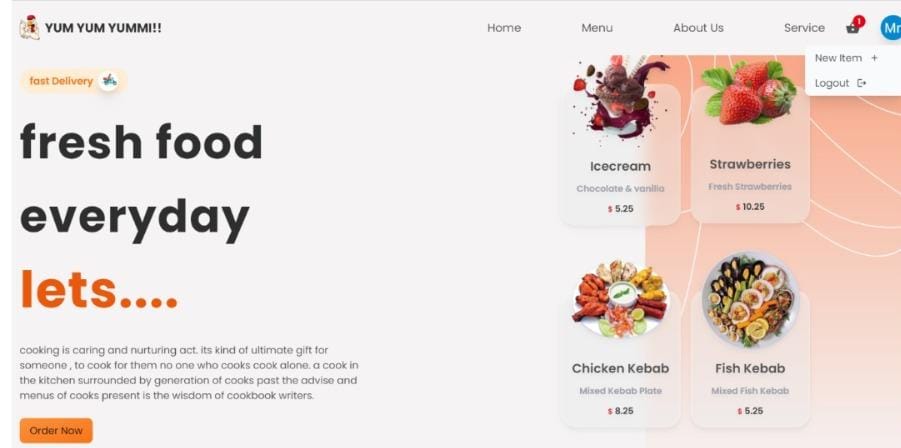 YUM YUM YUMMI!!
Home
Menu
About Us
Service
1
Mr
New Item +
Logout
fast Delivery
fresh food
everyday
lets....
cooking is caring and nurturing act. its kind of ultimate gift for
someone , to cook for them no one who cooks cook alone. a cook in
the kitchen surrounded by generation of cooks past the advise and
menus of cooks present is the wisdom of cookbook writers.
Order Now
Icecream
Chocolate & vanilla
$ 5.25
Strawberries
Fresh Strawberries
$ 10.25
Chicken Kebab
Mixed Kebab Plate
$ 8.25
Fish Kebab
Mixed Fish Kebab
$ 5.25